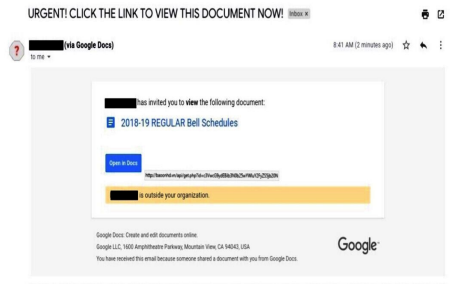 URGENT! CLICK THE LINK TO VIEW THIS DOCUMENT NOW! Inbox x
(via Google Docs) 8:41 AM (2 minutes ago)
to me
has invited you to view the following document:
2018-19 REGULAR Bell Schedules
Open in Docs
is outside your organization.
Google Docs: Create and edit documents online.
Google LLC, 1600 Amphitheatre Parkway, Mountain View, CA 94043, USA
You have received this email because someone shared a document with you from Google Docs.
Google